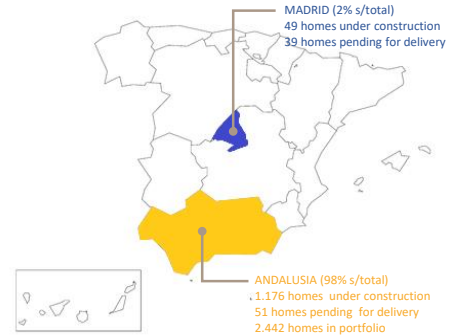 MADRID (2% s/total)
49 homes under construction
39 homes pending for delivery
ANDALUSIA (98% s/total)
1.176 homes under construction
51 homes pending for delivery
2.442 homes in portfolio